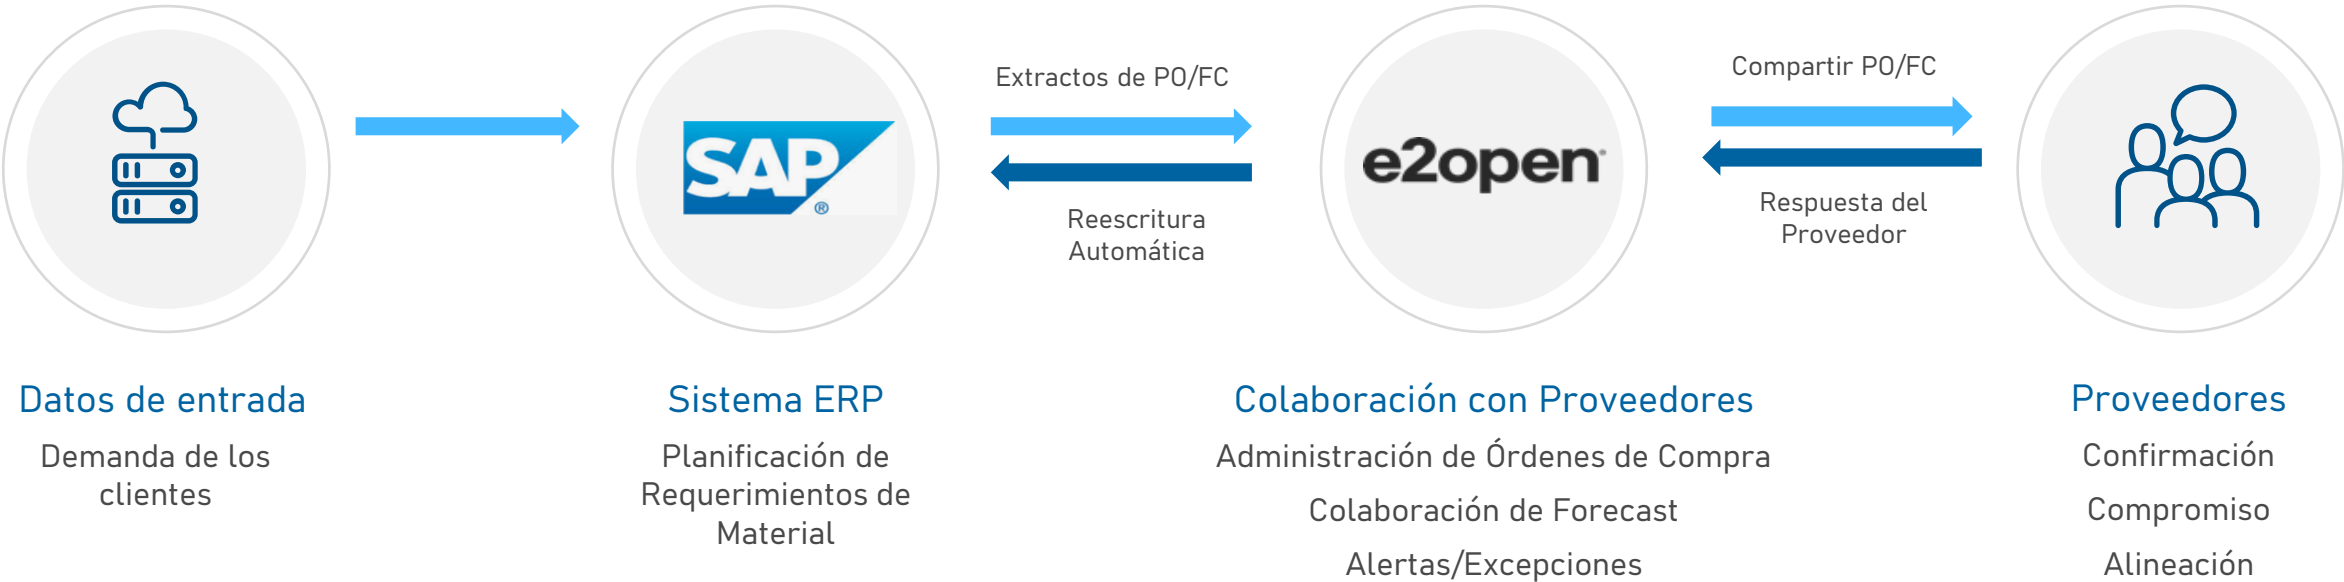 Extractos de PO/FC
Compartir PO/FC
SAP
®
e2open
Reescritura
Automática
Respuesta del
Proveedor
Datos de entrada
Demanda de los
clientes
Sistema ERP
Planificación de
Requerimientos de
Material
Colaboración con Proveedores
Administración de Órdenes de Compra
Colaboración de Forecast
Alertas/Excepciones
Proveedores
Confirmación
Compromiso
Alineación